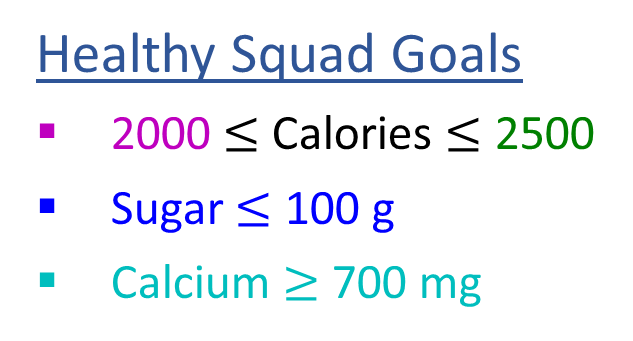 Healthy Squad Goals
▪ 2000 ≤ Calories ≤ 2500
▪ Sugar ≤ 100 g
▪ Calcium ≥ 700 mg